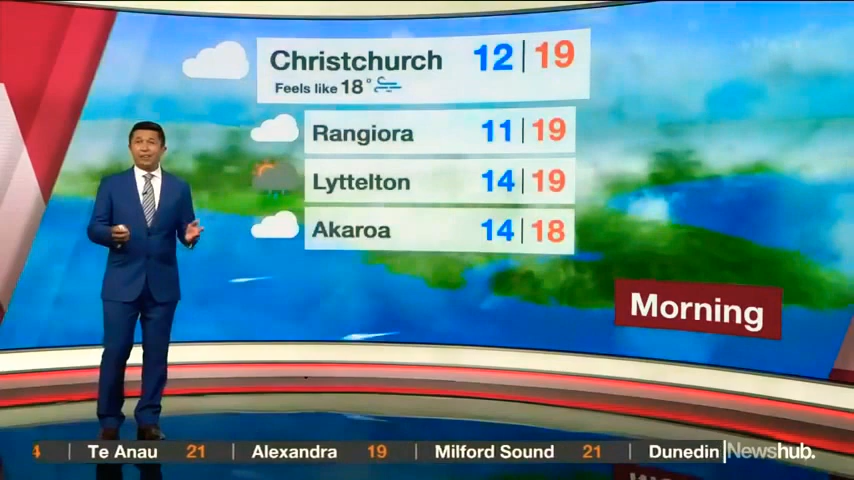 Christchurch 12 19
Feels like 18°
Rangiora 11 19
Lyttelton 14 19
Akaroa 14 18
Morning
4 Te Anau 21 Alexandra 19 Milford Sound 21 Dunedin Newshub.